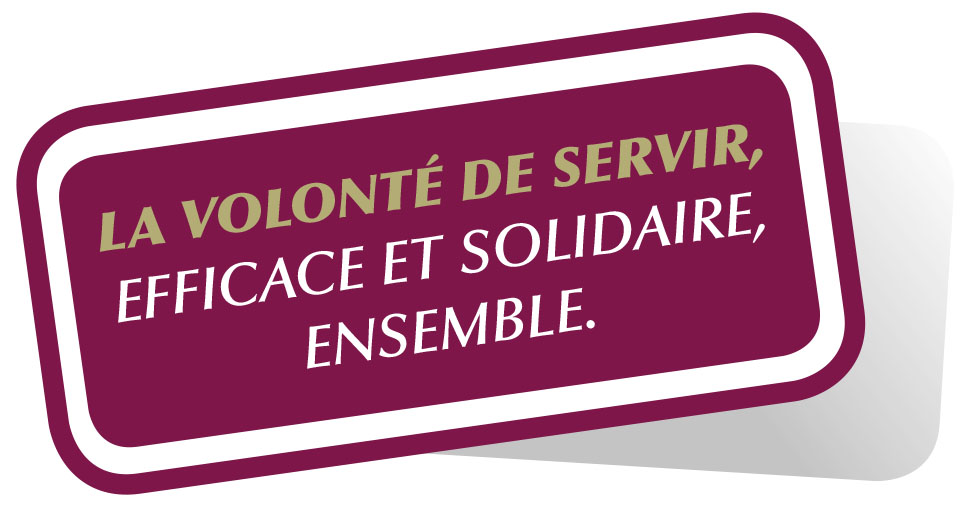 LA VOLONTÉ DE SERVIR,
EFFICACE ET SOLIDAIRE,
ENSEMBLE.